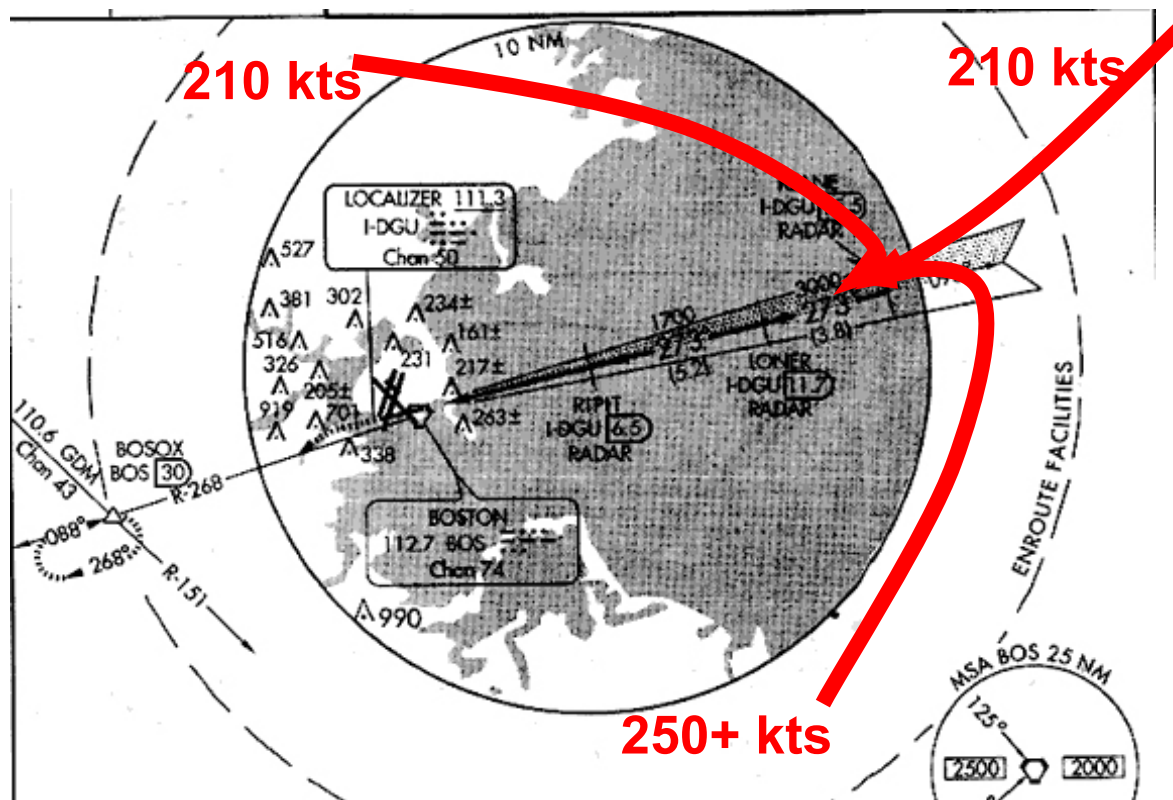 10 NM
210 kts
210 kts
LOCALIZER 111.3
I-DGU
Chan 50
I-DGU
RADAR
527
381
302
234±
516
161±
326
231
217±
205±
919
701
263±
338
3000
1700
(3.8)
(5.2)
LONER
I-DGU 11.7
RADAR
RIPIT
I-DGU 6.5
RADAR
110.6 GDM
Chan 43
BOSOX
BOS 30
R-268
088°
268°
R-151
BOSTON
112.7 BOS
Chan 74
990
ENROUTE FACILITIES
250+ kts
MSA BOS 25 NM
125°
2500
2000